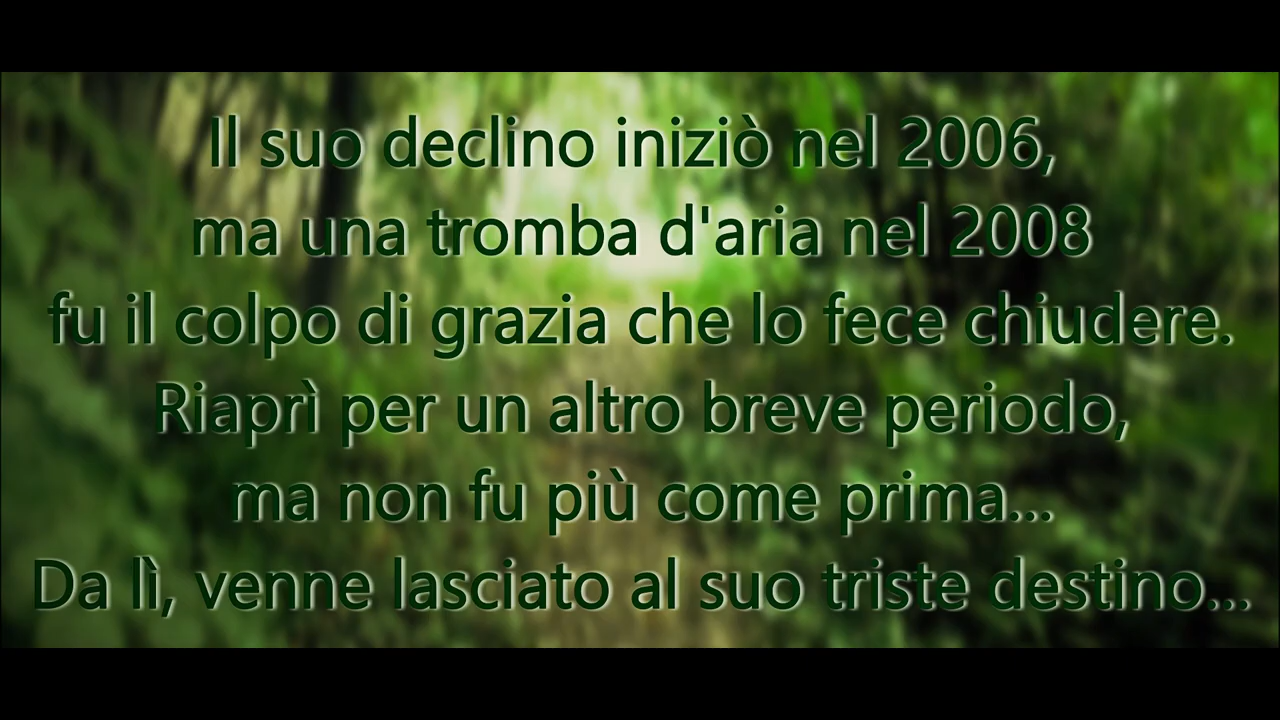 Il suo declino iniziò nel 2006,
ma una tromba d'aria nel 2008
fu il colpo di grazia che lo fece chiudere.
Riaprì per un altro breve periodo,
ma non fu più come prima...
Da lì, venne lasciato al suo triste destino...